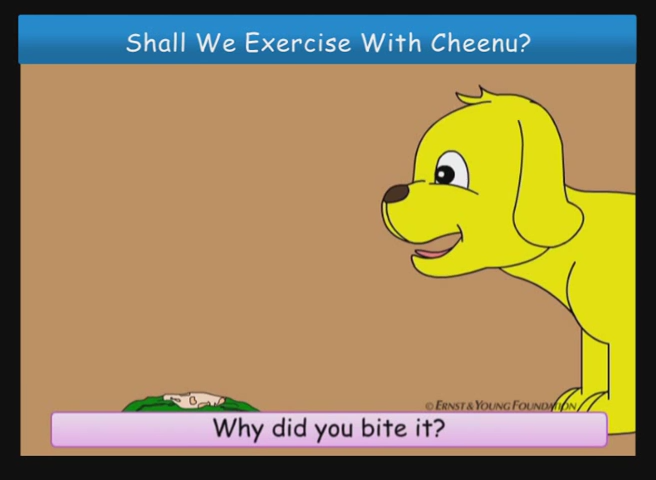 Shall We Exercise With Cheenu?
© ERNST & YOUNG FOUNDATION
Why did you bite it?